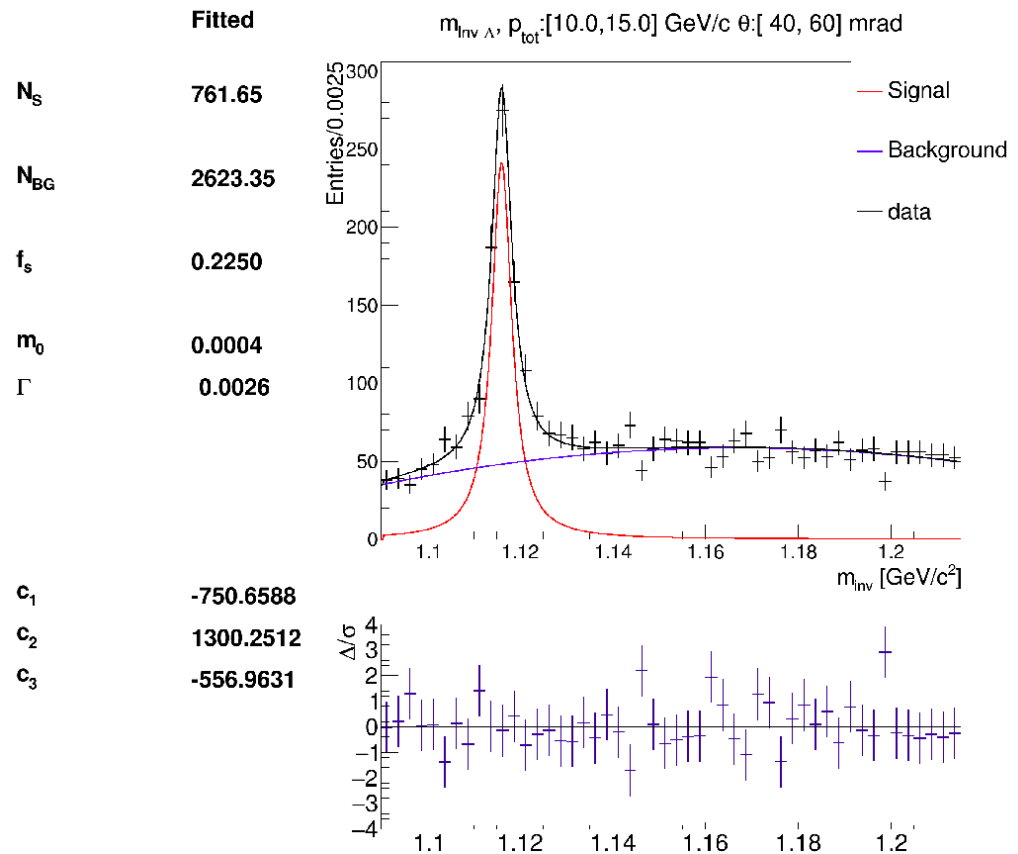 Fitted
m_inv Λ, p_tot:[10.0,15.0] GeV/c θ:[ 40, 60] mrad
N_S 761.65
N_BG 2623.35
f_s 0.2250
m_0 0.0004
Γ 0.0026
Entries/0.0025
300
250
200
150
100
50
0
Signal
Background
data
1.1 1.12 1.14 1.16 1.18 1.2
m_inv [GeV/c²]
c_1 -750.6588
c_2 1300.2512
c_3 -556.9631
Δ/σ
4
3
2
1
0
−1
−2
−3
−4
1.1 1.12 1.14 1.16 1.18 1.2